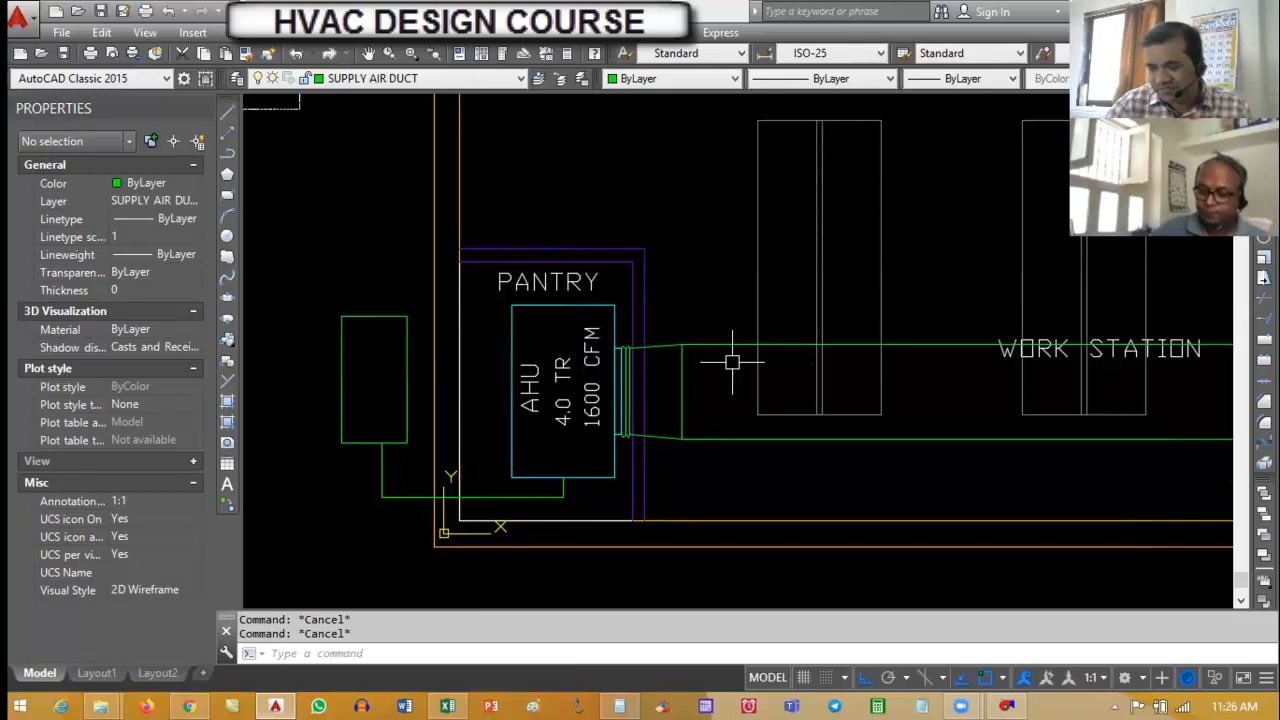 HVAC DESIGN COURSE
File
Edit
View
Insert
Express
Type a keyword or phrase
Sign In
Standard
ISO-25
Standard
AutoCAD Classic 2015
SUPPLY AIR DUCT
ByLayer
ByLayer
ByLayer
ByColor
PROPERTIES
No selection
General
Color ByLayer
Layer SUPPLY AIR DU...
Linetype ByLayer
Linetype sc... 1
Lineweight ByLayer
Transparen... ByLayer
Thickness 0
3D Visualization
Material ByLayer
Shadow dis... Casts and Recei...
Plot style
Plot style ByColor
Plot style t... None
Plot table a... Model
Plot table t... Not available
View
Misc
Annotation... 1:1
UCS icon On Yes
UCS icon a... Yes
UCS per vi... Yes
UCS Name
Visual Style 2D Wireframe
PANTRY
AHU
4.0 TR
1600 CFM
WORK STATION
Y
X
Command: *Cancel*
Command: *Cancel*
Type a command
Model
Layout1
Layout2
MODEL
1:1
11:26 AM